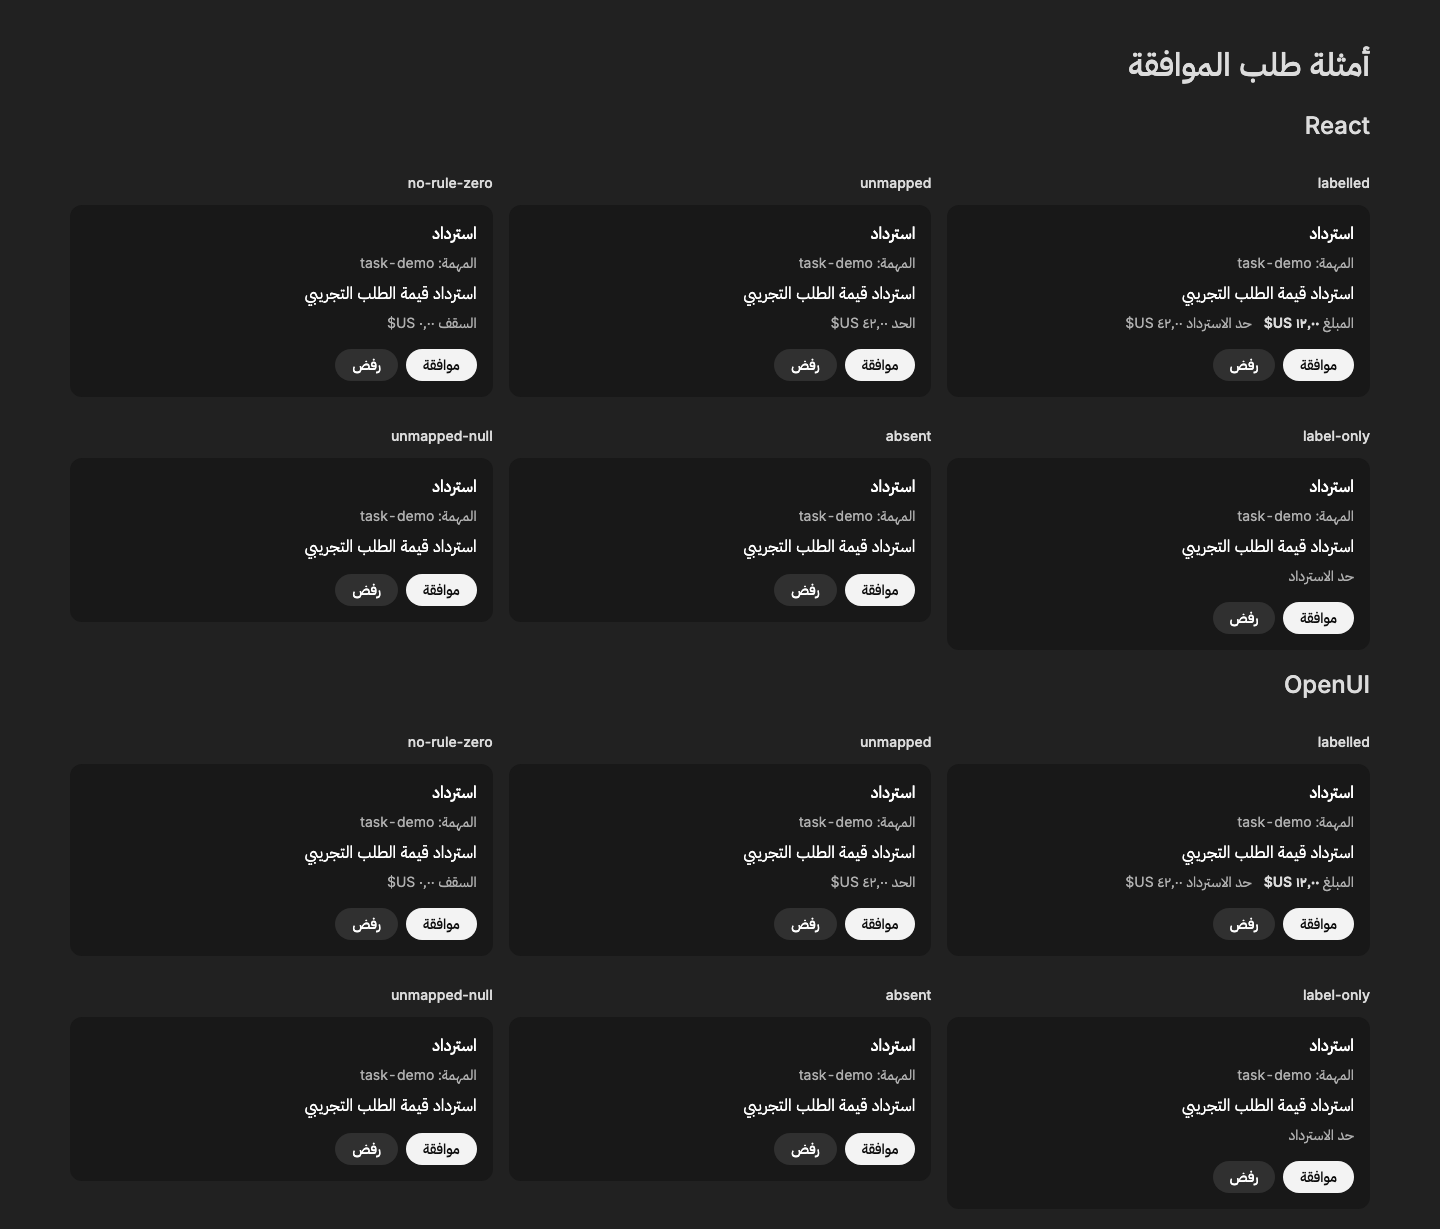 أمثلة طلب الموافقة
React
labelled
استرداد
المهمة: task-demo
استرداد قيمة الطلب التجريبي
المبلغ ١٢٫٠٠ US$ حد الاسترداد ٤٢٫٠٠ US$
موافقة
رفض
unmapped
استرداد
المهمة: task-demo
استرداد قيمة الطلب التجريبي
الحد ٤٢٫٠٠ US$
موافقة
رفض
no-rule-zero
استرداد
المهمة: task-demo
استرداد قيمة الطلب التجريبي
السقف ٠٫٠٠ US$
موافقة
رفض
label-only
استرداد
المهمة: task-demo
استرداد قيمة الطلب التجريبي
حد الاسترداد
موافقة
رفض
absent
استرداد
المهمة: task-demo
استرداد قيمة الطلب التجريبي
موافقة
رفض
unmapped-null
استرداد
المهمة: task-demo
استرداد قيمة الطلب التجريبي
موافقة
رفض
OpenUI
labelled
استرداد
المهمة: task-demo
استرداد قيمة الطلب التجريبي
المبلغ ١٢٫٠٠ US$ حد الاسترداد ٤٢٫٠٠ US$
موافقة
رفض
unmapped
استرداد
المهمة: task-demo
استرداد قيمة الطلب التجريبي
الحد ٤٢٫٠٠ US$
موافقة
رفض
no-rule-zero
استرداد
المهمة: task-demo
استرداد قيمة الطلب التجريبي
السقف ٠٫٠٠ US$
موافقة
رفض
label-only
استرداد
المهمة: task-demo
استرداد قيمة الطلب التجريبي
حد الاسترداد
موافقة
رفض
absent
استرداد
المهمة: task-demo
استرداد قيمة الطلب التجريبي
موافقة
رفض
unmapped-null
استرداد
المهمة: task-demo
استرداد قيمة الطلب التجريبي
موافقة
رفض